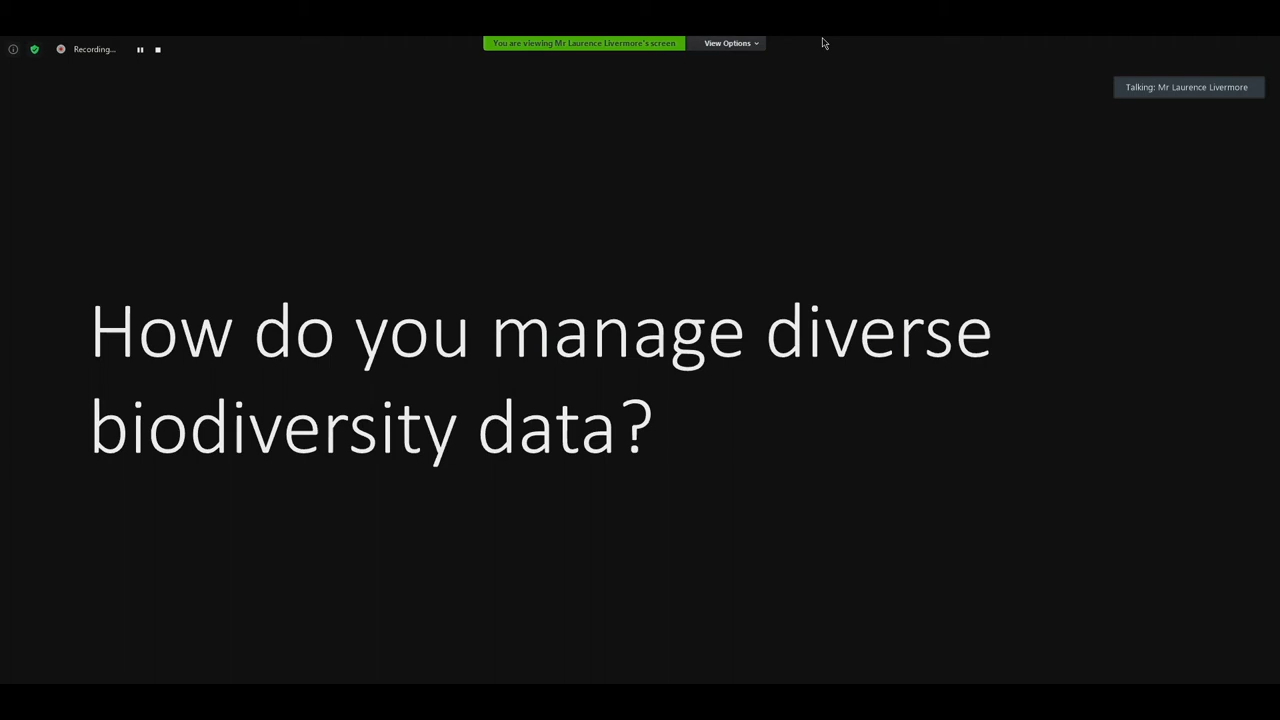 Recording...
You are viewing Mr Laurence Livermore's screen
View Options
Talking: Mr Laurence Livermore
How do you manage diverse
biodiversity data?